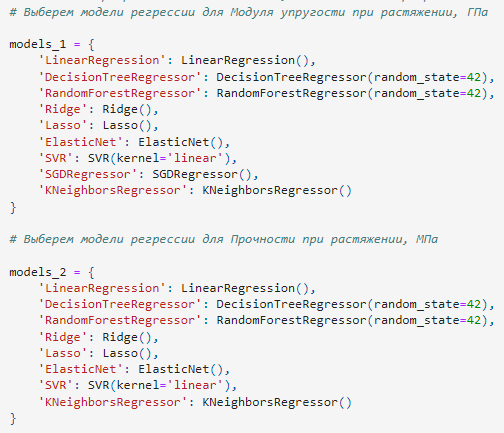 # Выберем модели регрессии для Модуля упругости при растяжении, ГПа
models_1 = {
    'LinearRegression': LinearRegression(),
    'DecisionTreeRegressor': DecisionTreeRegressor(random_state=42),
    'RandomForestRegressor': RandomForestRegressor(random_state=42),
    'Ridge': Ridge(),
    'Lasso': Lasso(),
    'ElasticNet': ElasticNet(),
    'SVR': SVR(kernel='linear'),
    'SGDRegressor': SGDRegressor(),
    'KNeighborsRegressor': KNeighborsRegressor()
}
# Выберем модели регрессии для Прочности при растяжении, МПа
models_2 = {
    'LinearRegression': LinearRegression(),
    'DecisionTreeRegressor': DecisionTreeRegressor(random_state=42),
    'RandomForestRegressor': RandomForestRegressor(random_state=42),
    'Ridge': Ridge(),
    'Lasso': Lasso(),
    'ElasticNet': ElasticNet(),
    'SVR': SVR(kernel='linear'),
    'KNeighborsRegressor': KNeighborsRegressor()
}